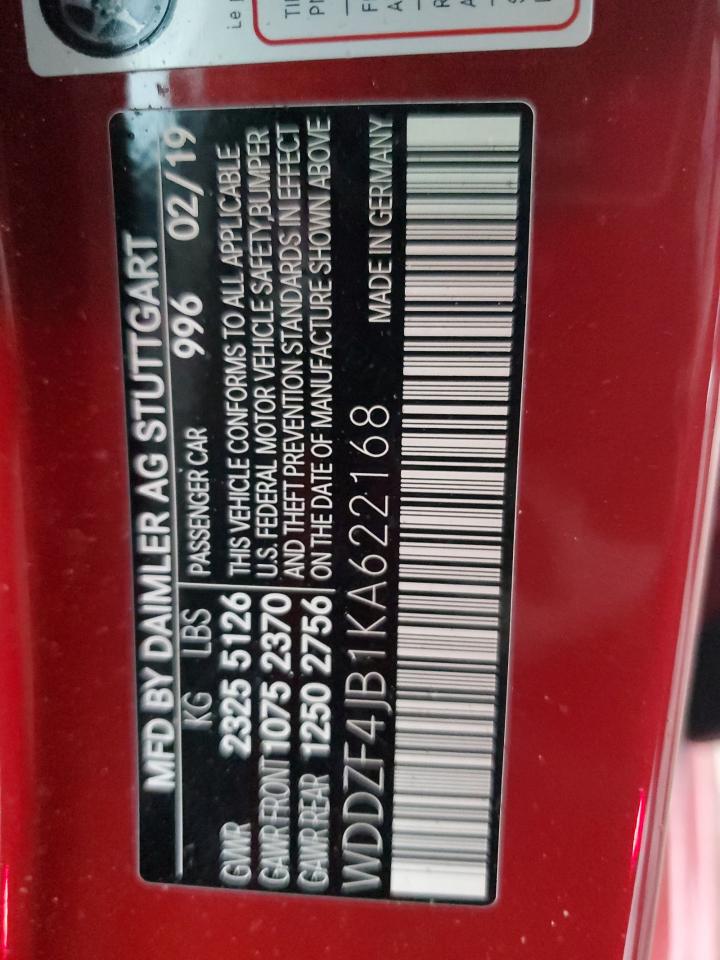 MFD BY DAIMLER AG STUTTGART
KG LBS PASSENGER CAR 996 02/19
GVWR 2325 5126 THIS VEHICLE CONFORMS TO ALL APPLICABLE
GAWR FRONT 1075 2370 U.S. FEDERAL MOTOR VEHICLE SAFETY,BUMPER
GAWR REAR 1250 2756 AND THEFT PREVENTION STANDARDS IN EFFECT
ON THE DATE OF MANUFACTURE SHOWN ABOVE
WDDZF4JB1KA622168 MADE IN GERMANY
Le